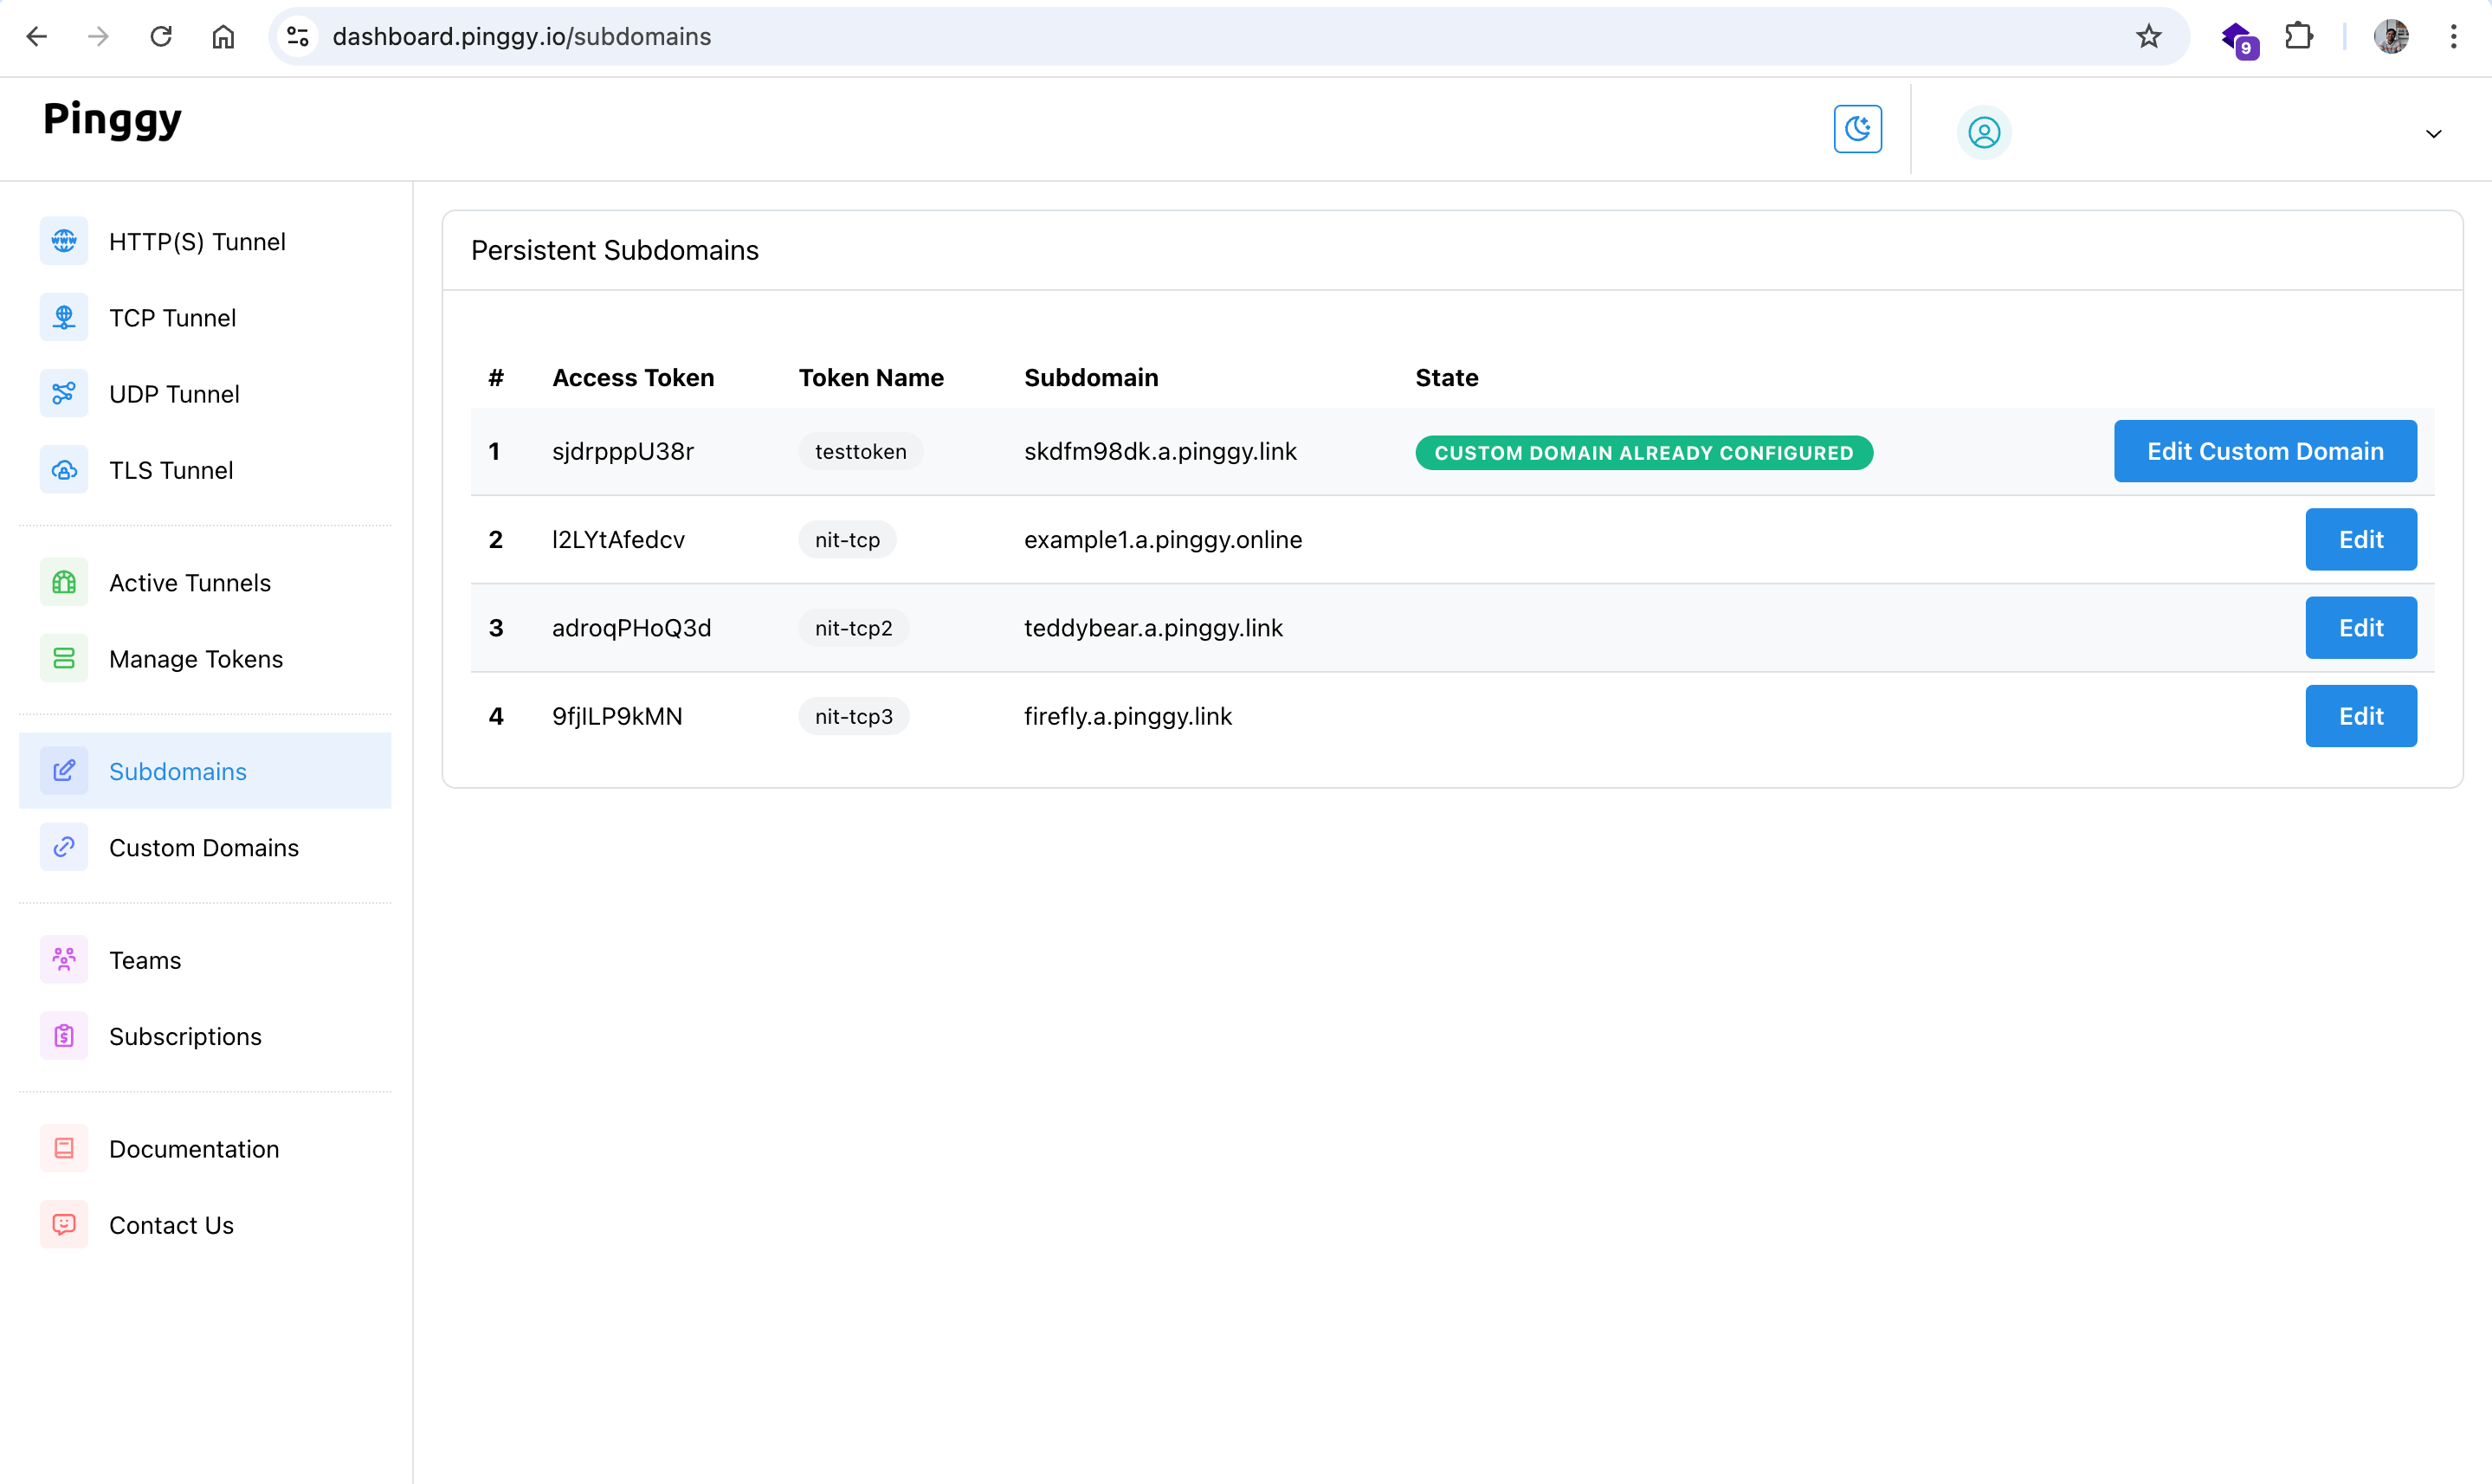 dashboard.pinggy.io/subdomains
9
Pinggy
HTTP(S) Tunnel
TCP Tunnel
UDP Tunnel
TLS Tunnel
Active Tunnels
Manage Tokens
Subdomains
Custom Domains
Teams
Subscriptions
Documentation
Contact Us
Persistent Subdomains
# Access Token Token Name Subdomain State
1 sjdrpppU38r testtoken skdfm98dk.a.pinggy.link CUSTOM DOMAIN ALREADY CONFIGURED Edit Custom Domain
2 l2LYtAfedcv nit-tcp example1.a.pinggy.online Edit
3 adroqPHoQ3d nit-tcp2 teddybear.a.pinggy.link Edit
4 9fjlLP9kMN nit-tcp3 firefly.a.pinggy.link Edit